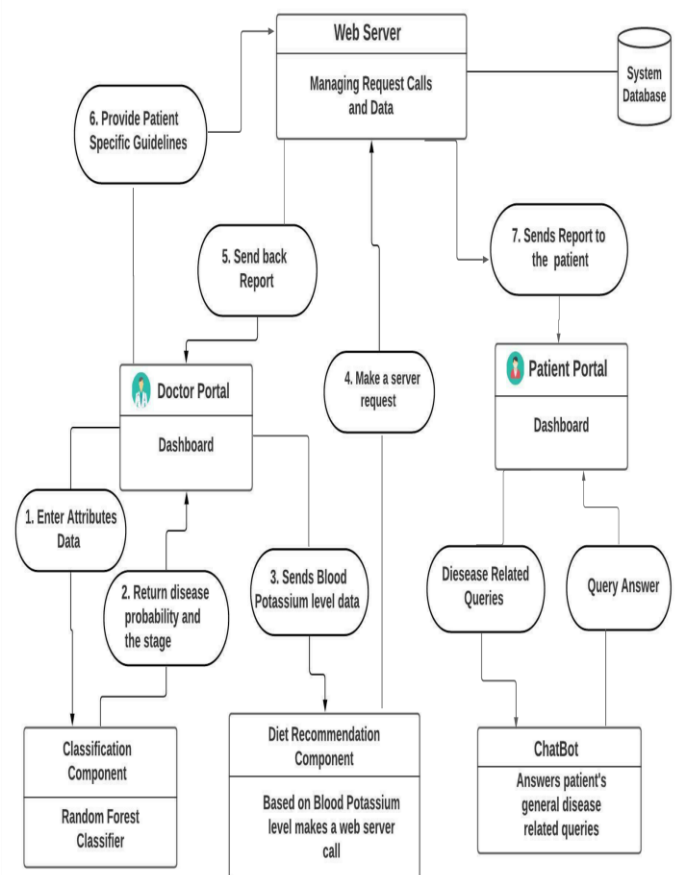 Web Server
Managing Request Calls
and Data
System
Database
6. Provide Patient
Specific Guidelines
5. Send back
Report
7. Sends Report to
the patient
4. Make a server
request
Doctor Portal
Dashboard
Patient Portal
Dashboard
1. Enter Attributes
Data
2. Return disease
probability and
the stage
3. Sends Blood
Potassium level data
Diesease Related
Queries
Query Answer
Classification
Component
Random Forest
Classifier
Diet Recommendation
Component
Based on Blood Potassium
level makes a web server
call
ChatBot
Answers patient's
general disease
related queries